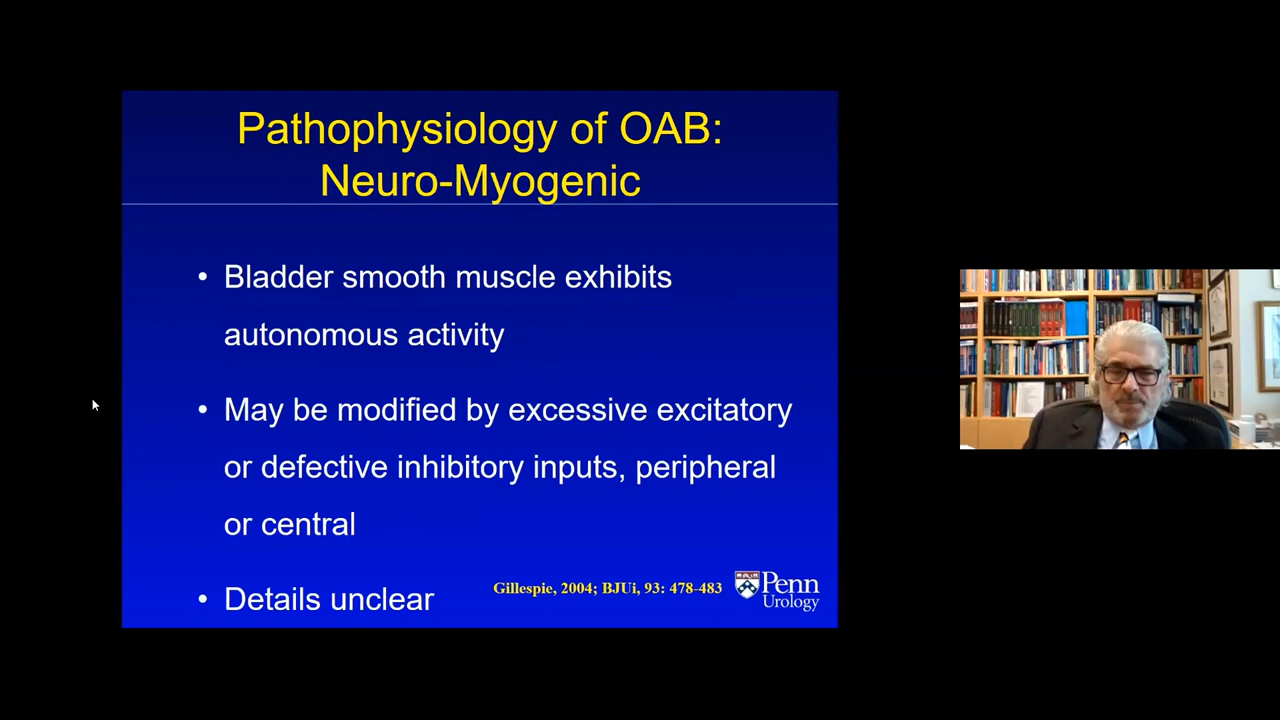 Pathophysiology of OAB:
Neuro-Myogenic
• Bladder smooth muscle exhibits
autonomous activity
• May be modified by excessive excitatory
or defective inhibitory inputs, peripheral
or central
• Details unclear
Gillespie, 2004; BJUi, 93: 478-483
Penn
Urology